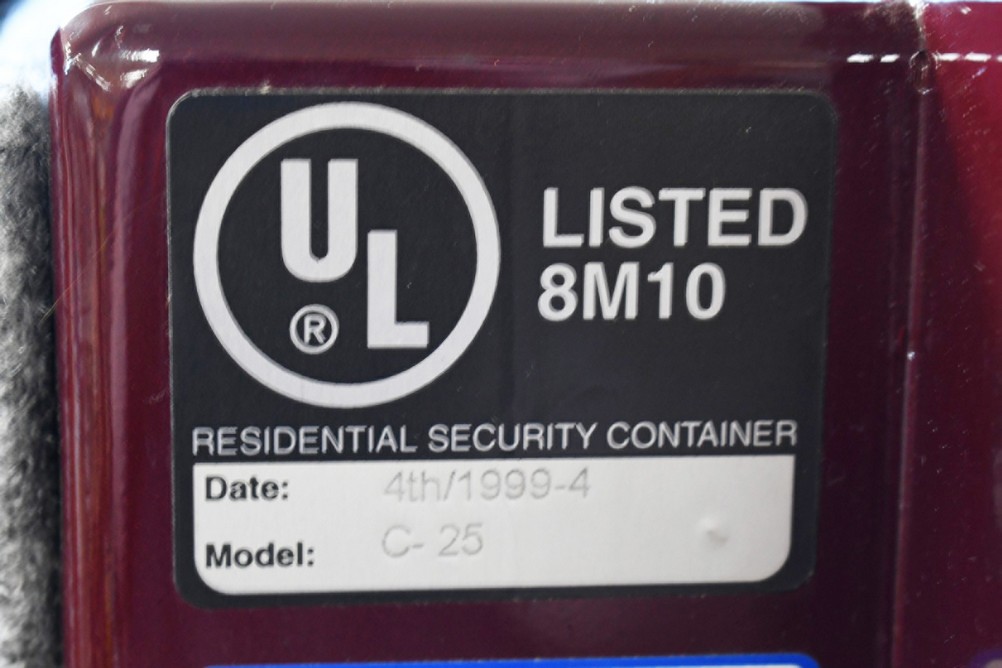 UL
®
LISTED
8M10
RESIDENTIAL SECURITY CONTAINER
Date: 4th/1999-4
Model: C- 25